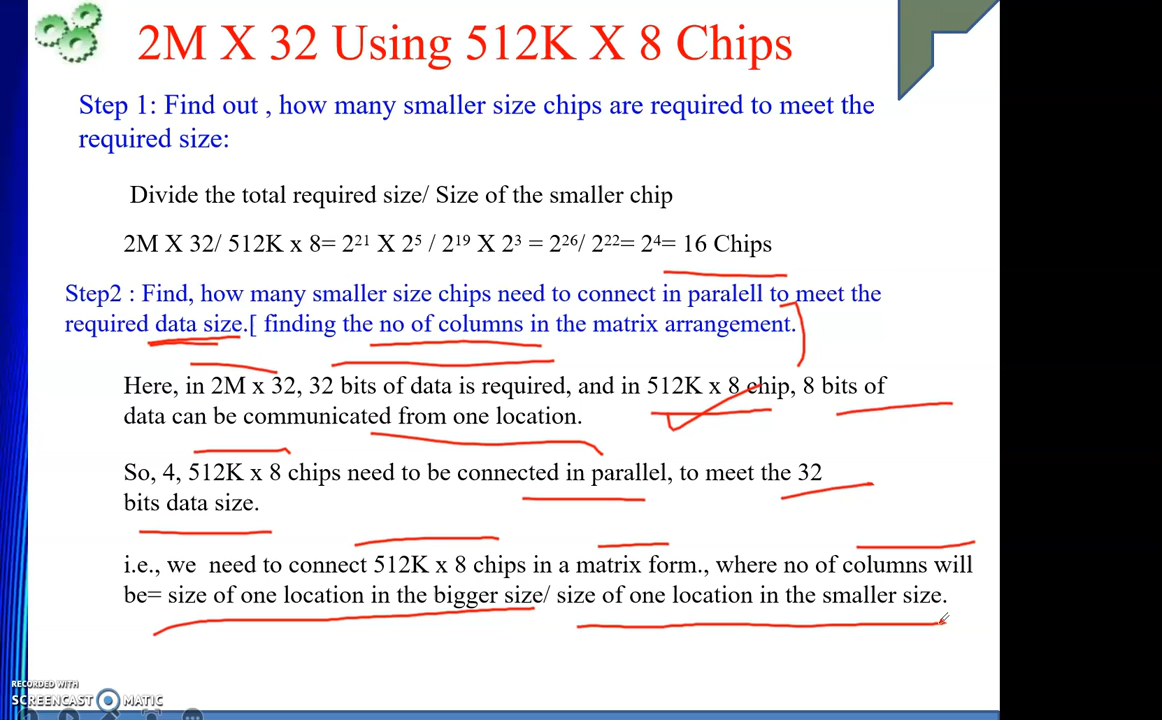 2M X 32 Using 512K X 8 Chips
Step 1: Find out , how many smaller size chips are required to meet the
required size:
Divide the total required size/ Size of the smaller chip
2M X 32/ 512K x 8= 2²¹ X 2⁵ / 2¹⁹ X 2³ = 2²⁶/ 2²²= 2⁴= 16 Chips
Step2 : Find, how many smaller size chips need to connect in paralell to meet the
required data size.[ finding the no of columns in the matrix arrangement.
Here, in 2M x 32, 32 bits of data is required, and in 512K x 8 chip, 8 bits of
data can be communicated from one location.
So, 4, 512K x 8 chips need to be connected in parallel, to meet the 32
bits data size.
i.e., we need to connect 512K x 8 chips in a matrix form., where no of columns will
be= size of one location in the bigger size/ size of one location in the smaller size.
RECORDED WITH
SCREENCAST MATIC